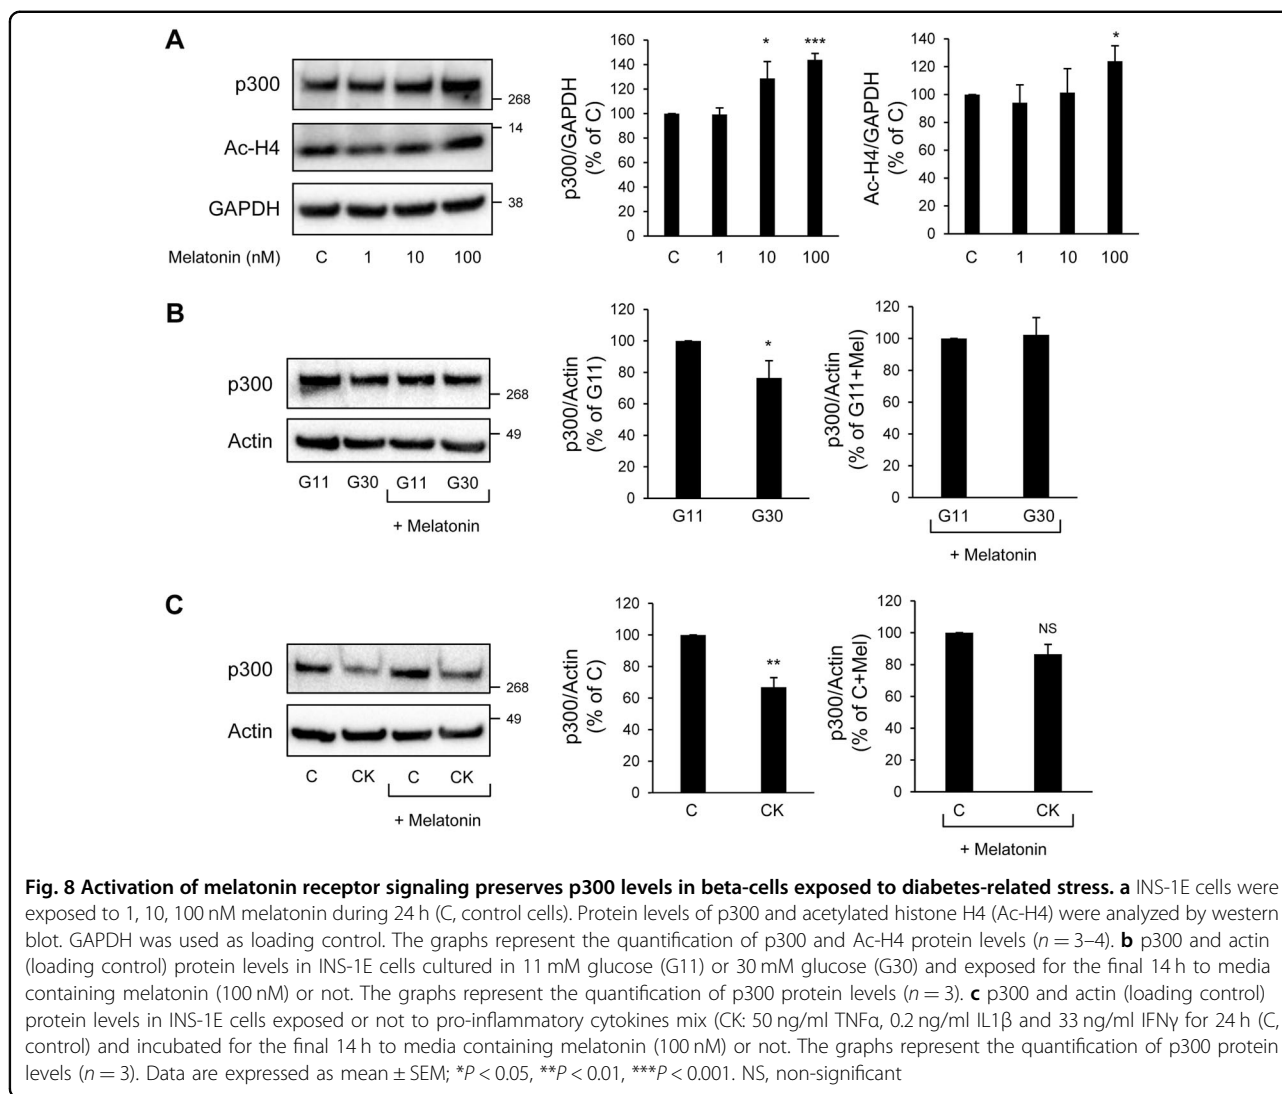 A
p300
268
14
Ac-H4
GAPDH
38
Melatonin (nM) C 1 10 100
p300/GAPDH
(% of C)
160
140
120
100
80
60
40
20
0
*
***
C 1 10 100
Ac-H4/GAPDH
(% of C)
140
120
100
80
60
40
20
0
*
C 1 10 100
B
p300
268
Actin
49
G11 G30 G11 G30
+ Melatonin
p300/Actin
(% of G11)
120
100
80
60
40
20
0
*
G11 G30
p300/Actin
(% of G11+Mel)
120
100
80
60
40
20
0
G11 G30
+ Melatonin
C
p300
268
Actin
49
C CK C CK
+ Melatonin
p300/Actin
(% of C)
120
100
80
60
40
20
0
**
C CK
p300/Actin
(% of C+Mel)
120
100
80
60
40
20
0
NS
C CK
+ Melatonin
Fig. 8 Activation of melatonin receptor signaling preserves p300 levels in beta-cells exposed to diabetes-related stress. a INS-1E cells were
exposed to 1, 10, 100 nM melatonin during 24 h (C, control cells). Protein levels of p300 and acetylated histone H4 (Ac-H4) were analyzed by western
blot. GAPDH was used as loading control. The graphs represent the quantification of p300 and Ac-H4 protein levels (n = 3–4). b p300 and actin
(loading control) protein levels in INS-1E cells cultured in 11 mM glucose (G11) or 30 mM glucose (G30) and exposed for the final 14 h to media
containing melatonin (100 nM) or not. The graphs represent the quantification of p300 protein levels (n = 3). c p300 and actin (loading control)
protein levels in INS-1E cells exposed or not to pro-inflammatory cytokines mix (CK: 50 ng/ml TNFα, 0.2 ng/ml IL1β and 33 ng/ml IFNγ for 24 h (C,
control) and incubated for the final 14 h to media containing melatonin (100 nM) or not. The graphs represent the quantification of p300 protein
levels (n = 3). Data are expressed as mean ± SEM; *P < 0.05, **P < 0.01, ***P < 0.001. NS, non-significant